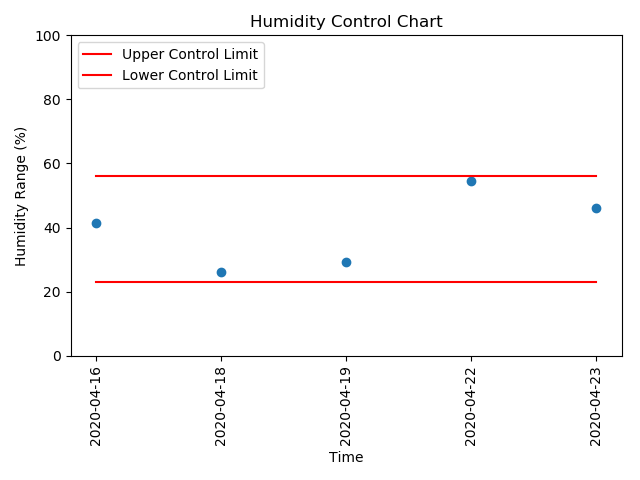 Humidity Control Chart
Upper Control Limit
Lower Control Limit
Humidity Range (%)
100
80
60
40
20
0
2020-04-16
2020-04-18
2020-04-19
2020-04-22
2020-04-23
Time